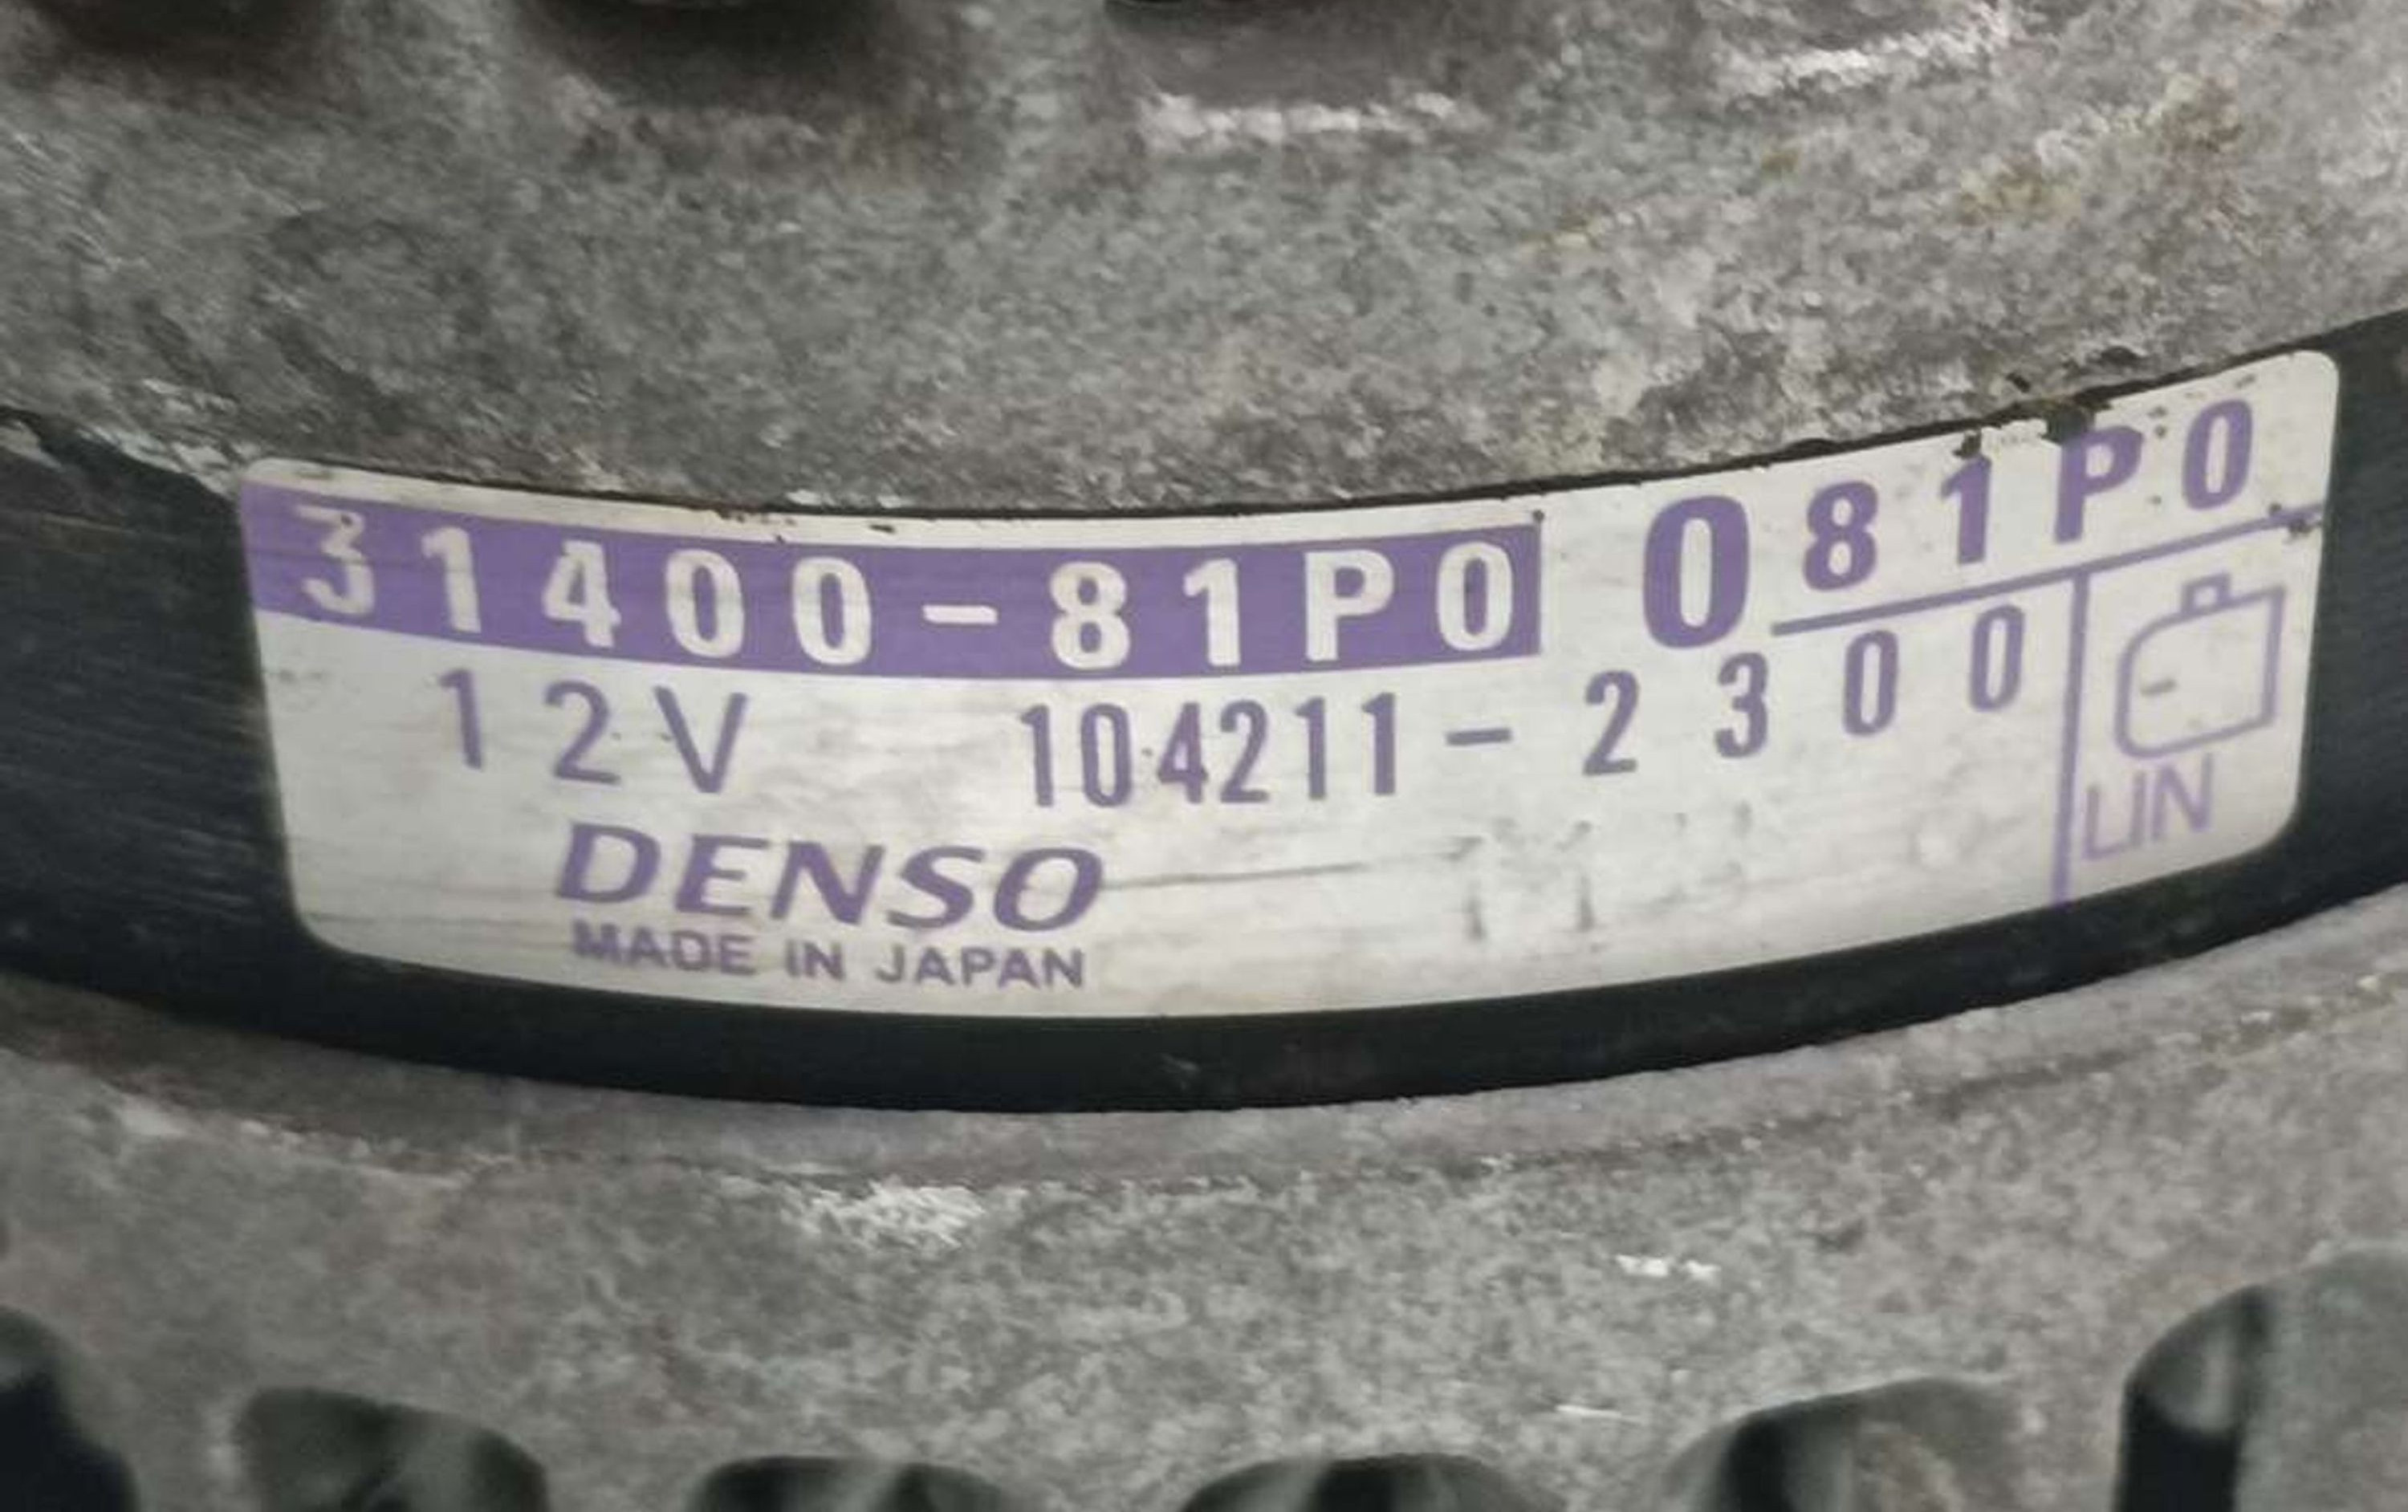 31400-81P0 0 81P0
12V 104211-2300
DENSO
MADE IN JAPAN
LIN